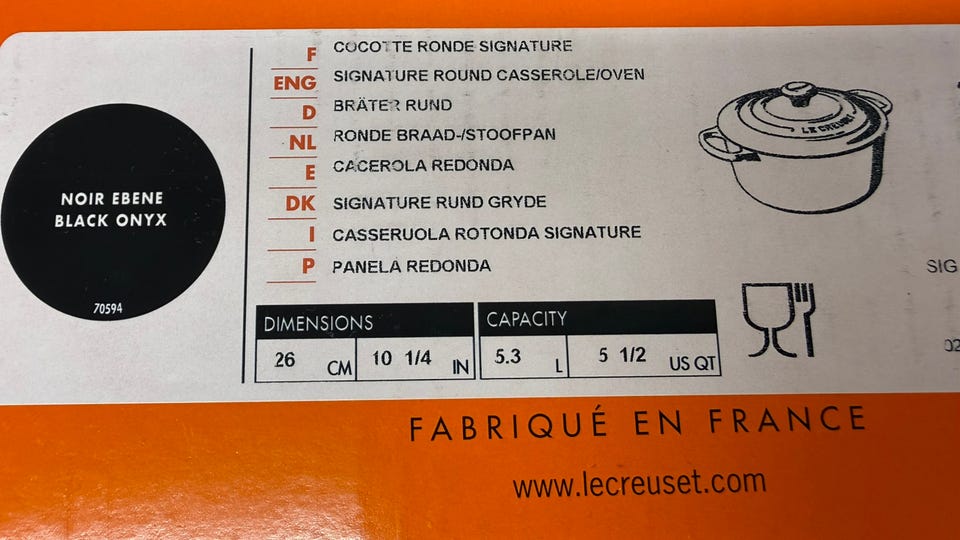 NOIR EBENE
BLACK ONYX
70594
F COCOTTE RONDE SIGNATURE
ENG SIGNATURE ROUND CASSEROLE/OVEN
D BRÄTER RUND
NL RONDE BRAAD-/STOOFPAN
E CACEROLA REDONDA
DK SIGNATURE RUND GRYDE
I CASSERUOLA ROTONDA SIGNATURE
P PANELA REDONDA
LE CREUSET
DIMENSIONS
26 CM 10 1/4 IN
CAPACITY
5.3 L 5 1/2 US QT
SIG
02
FABRIQUÉ EN FRANCE
www.lecreuset.com